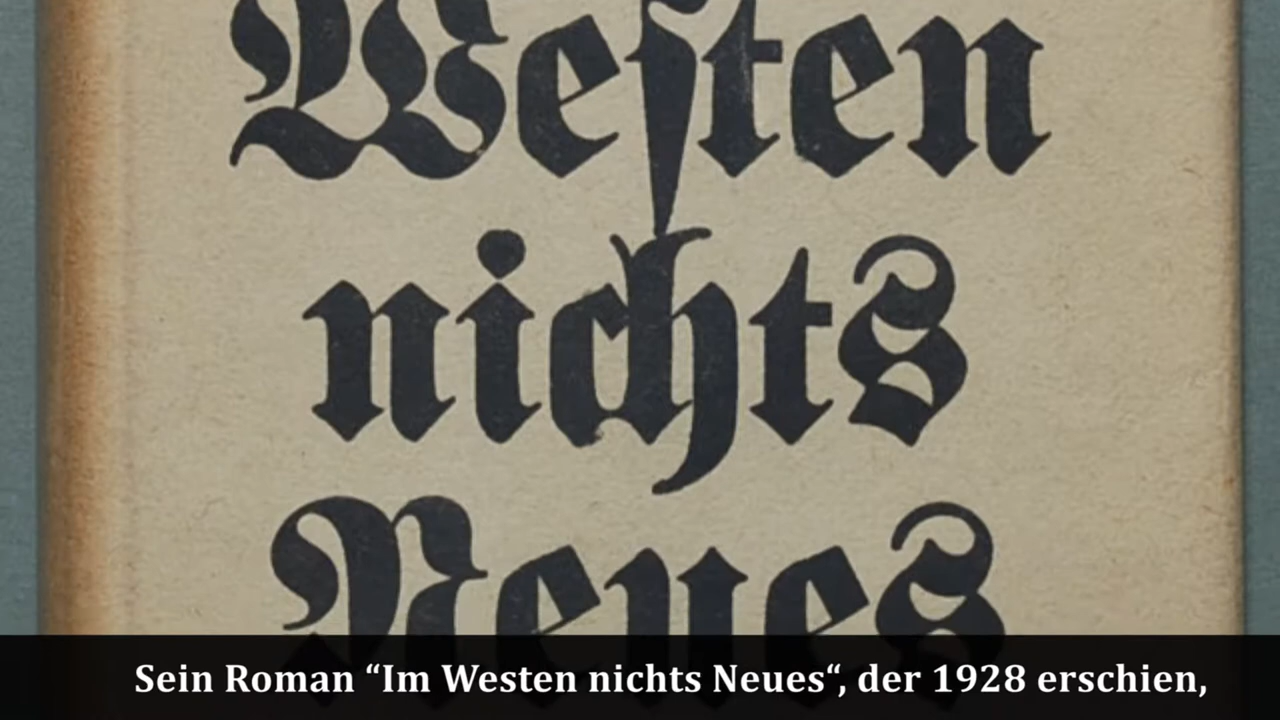 Weſten
nichts
Neues
Sein Roman “Im Westen nichts Neues“, der 1928 erschien,